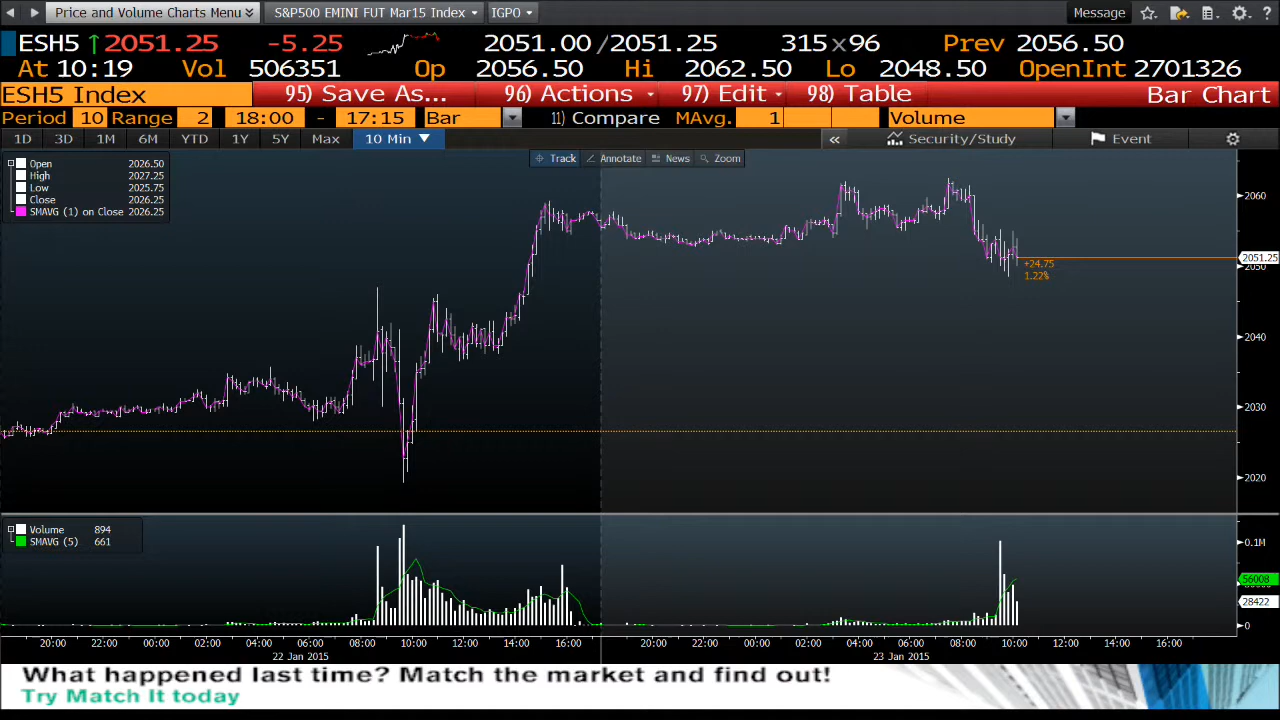 Price and Volume Charts Menu S&P500 EMINI FUT Mar15 Index IGPO Message ?
ESH5 ↑2051.25 -5.25 2051.00/2051.25 315×96 Prev 2056.50
At 10:19 Vol 506351 Op 2056.50 Hi 2062.50 Lo 2048.50 OpenInt 2701326
ESH5 Index 95) Save As... 96) Actions 97) Edit 98) Table Bar Chart
Period 10 Range 2 18:00 - 17:15 Bar 11) Compare MAvg. 1 Volume
1D 3D 1M 6M YTD 1Y 5Y Max 10 Min ▼ « Security/Study Event
Track Annotate News Zoom
Open 2026.50
High 2027.25
Low 2025.75
Close 2026.25
SMAVG (1) on Close 2026.25
2060
2051.25
2050
+24.75
1.22%
2040
2030
2020
Volume 894
SMAVG (5) 661
0.1M
56008
28422
0
20:00 22:00 00:00 02:00 04:00 06:00 08:00 10:00 12:00 14:00 16:00 20:00 22:00 00:00 02:00 04:00 06:00 08:00 10:00 12:00 14:00 16:00
22 Jan 2015 23 Jan 2015
What happened last time? Match the market and find out!
Try Match It today